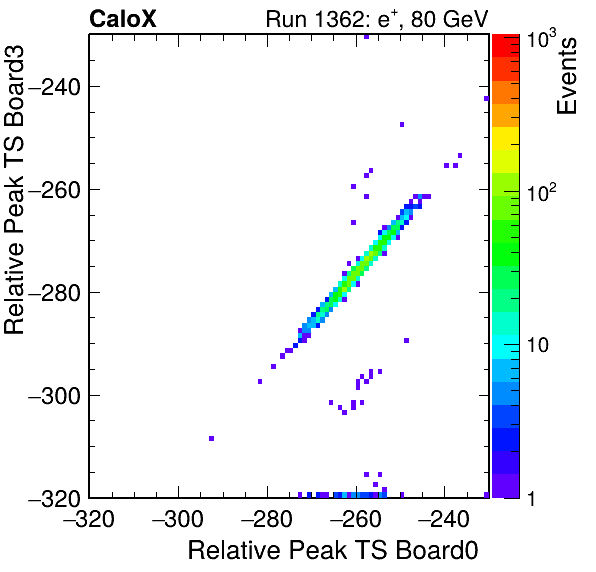 CaloX Run 1362: e⁺, 80 GeV
Relative Peak TS Board3
−240
−260
−280
−300
−320
−320 −300 −280 −260 −240
Relative Peak TS Board0
10³
10²
10
1
Events